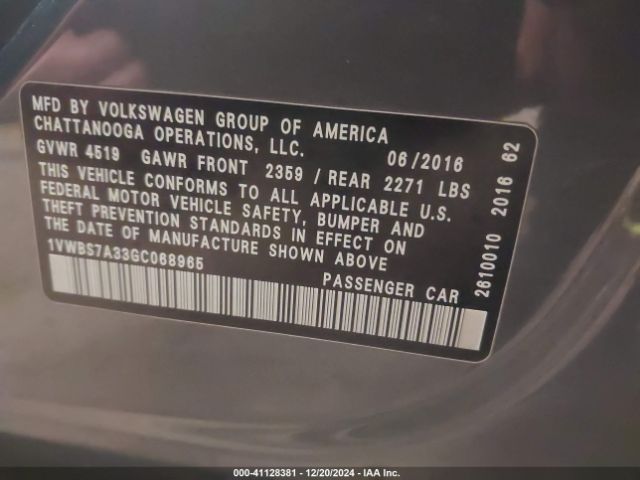 MFD BY VOLKSWAGEN GROUP OF AMERICA
CHATTANOOGA OPERATIONS, LLC. 06/2016
GVWR 4519 GAWR FRONT 2359 / REAR 2271 LBS
THIS VEHICLE CONFORMS TO ALL APPLICABLE U.S.
FEDERAL MOTOR VEHICLE SAFETY, BUMPER AND
THEFT PREVENTION STANDARDS IN EFFECT ON
THE DATE OF MANUFACTURE SHOWN ABOVE
1VWBS7A33GC068965
PASSENGER CAR
2610010 2016 62
000-41128381 - 12/20/2024 - IAA Inc.